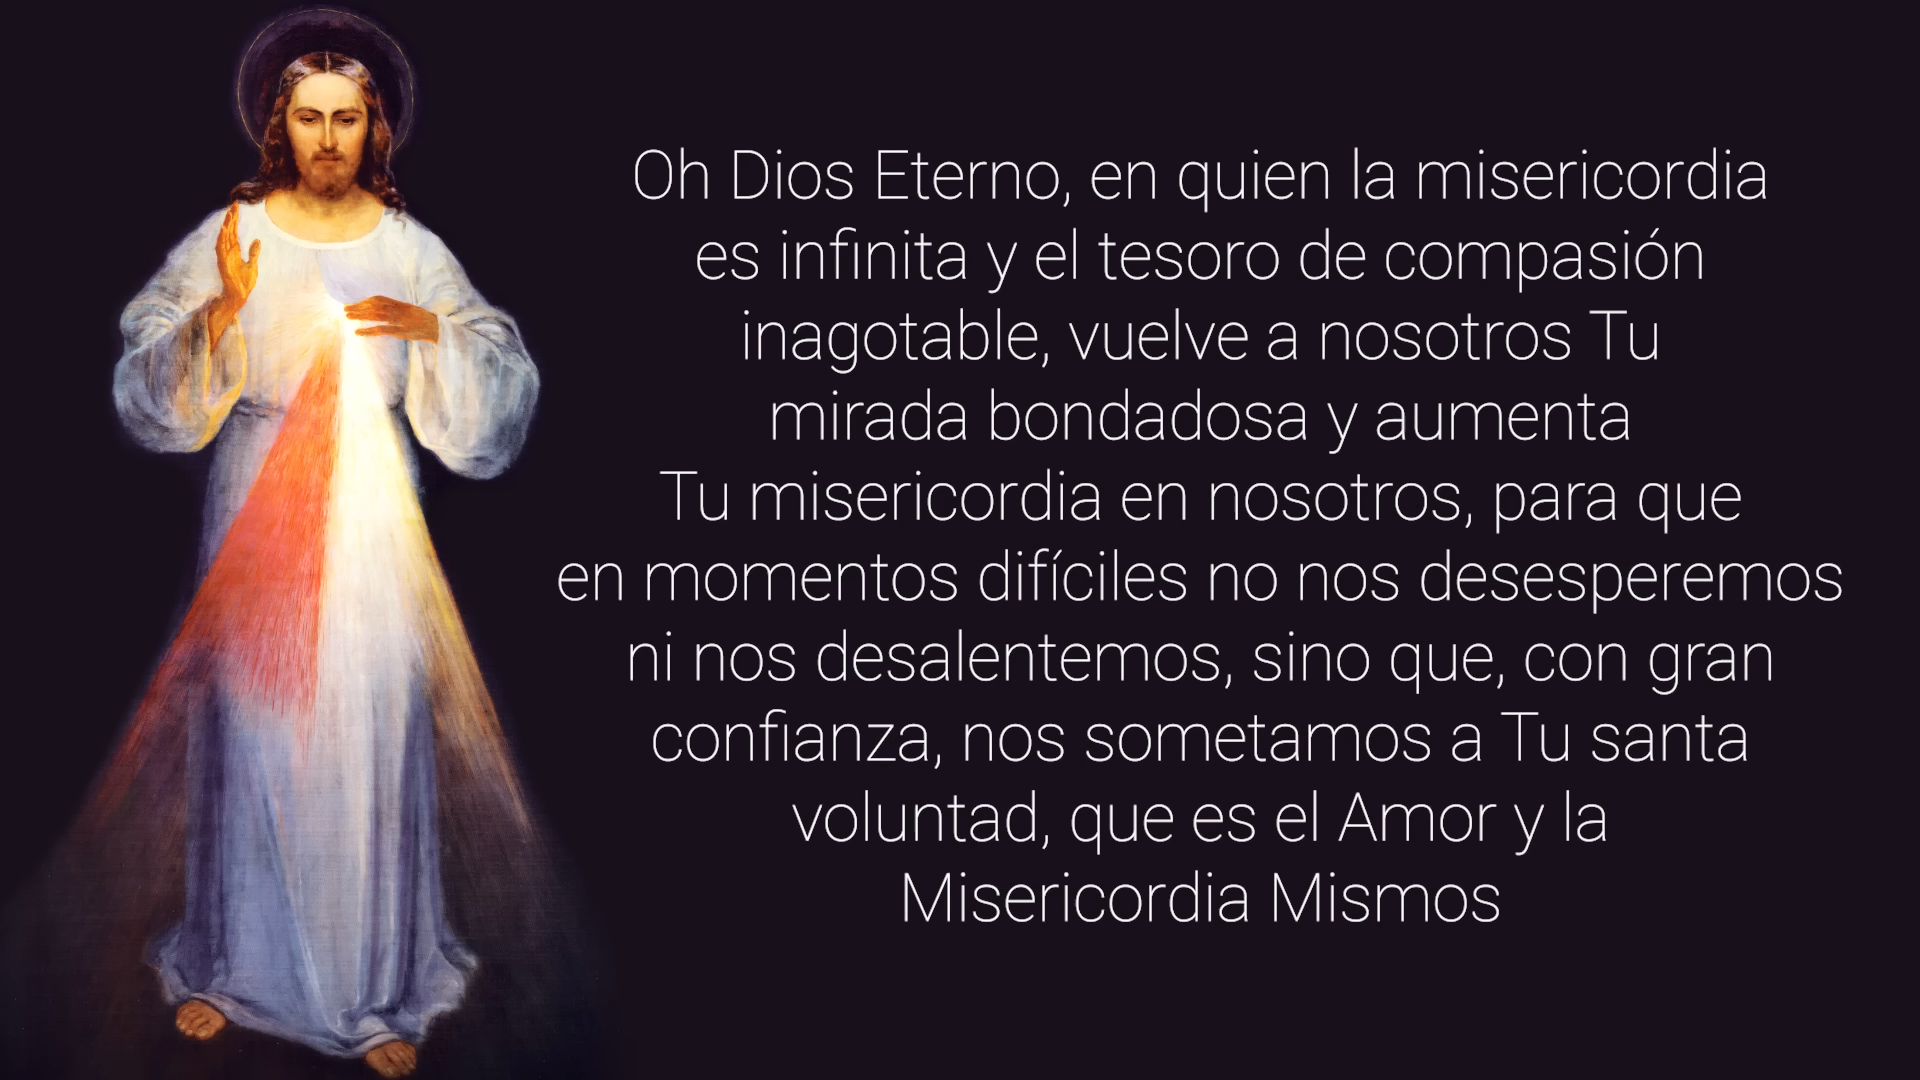 Oh Dios Eterno, en quien la misericordia
es infinita y el tesoro de compasión
inagotable, vuelve a nosotros Tu
mirada bondadosa y aumenta
Tu misericordia en nosotros, para que
en momentos difíciles no nos desesperemos
ni nos desalentemos, sino que, con gran
confianza, nos sometamos a Tu santa
voluntad, que es el Amor y la
Misericordia Mismos